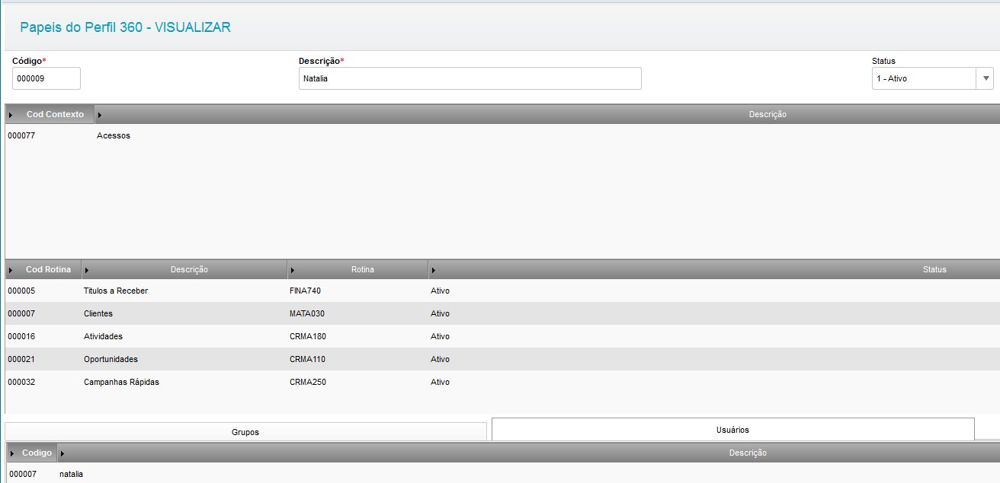 Papeis do Perfil 360 - VISUALIZAR
Código* Descrição* Status
000009 Natalia 1 - Ativo
Cod Contexto Descrição
000077 Acessos
Cod Rotina Descrição Rotina Status
000005 Titulos a Receber FINA740 Ativo
000007 Clientes MATA030 Ativo
000016 Atividades CRMA180 Ativo
000021 Oportunidades CRMA110 Ativo
000032 Campanhas Rápidas CRMA250 Ativo
Grupos Usuários
Codigo Descrição
000007 natalia